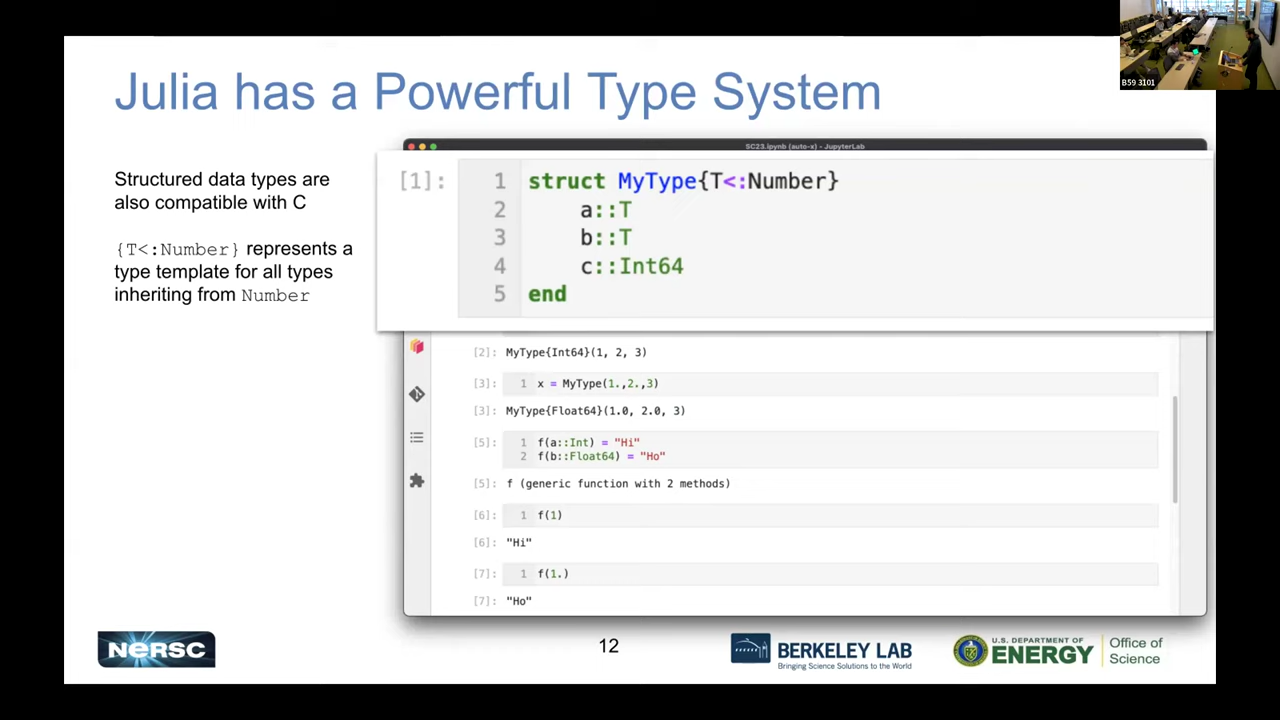 B59 3101
Julia has a Powerful Type System
Structured data types are
also compatible with C
{T<:Number} represents a
type template for all types
inheriting from Number
SC23.ipynb (auto-x) - JupyterLab
[1]: 1 struct MyType{T<:Number}
2 a::T
3 b::T
4 c::Int64
5 end
[2]: MyType{Int64}(1, 2, 3)
[3]: 1 x = MyType(1.,2.,3)
[3]: MyType{Float64}(1.0, 2.0, 3)
[5]: 1 f(a::Int) = "Hi"
2 f(b::Float64) = "Ho"
[5]: f (generic function with 2 methods)
[6]: 1 f(1)
[6]: "Hi"
[7]: 1 f(1.)
[7]: "Ho"
NERSC
12
BERKELEY LAB
Bringing Science Solutions to the World
U.S. DEPARTMENT OF
ENERGY
Office of
Science